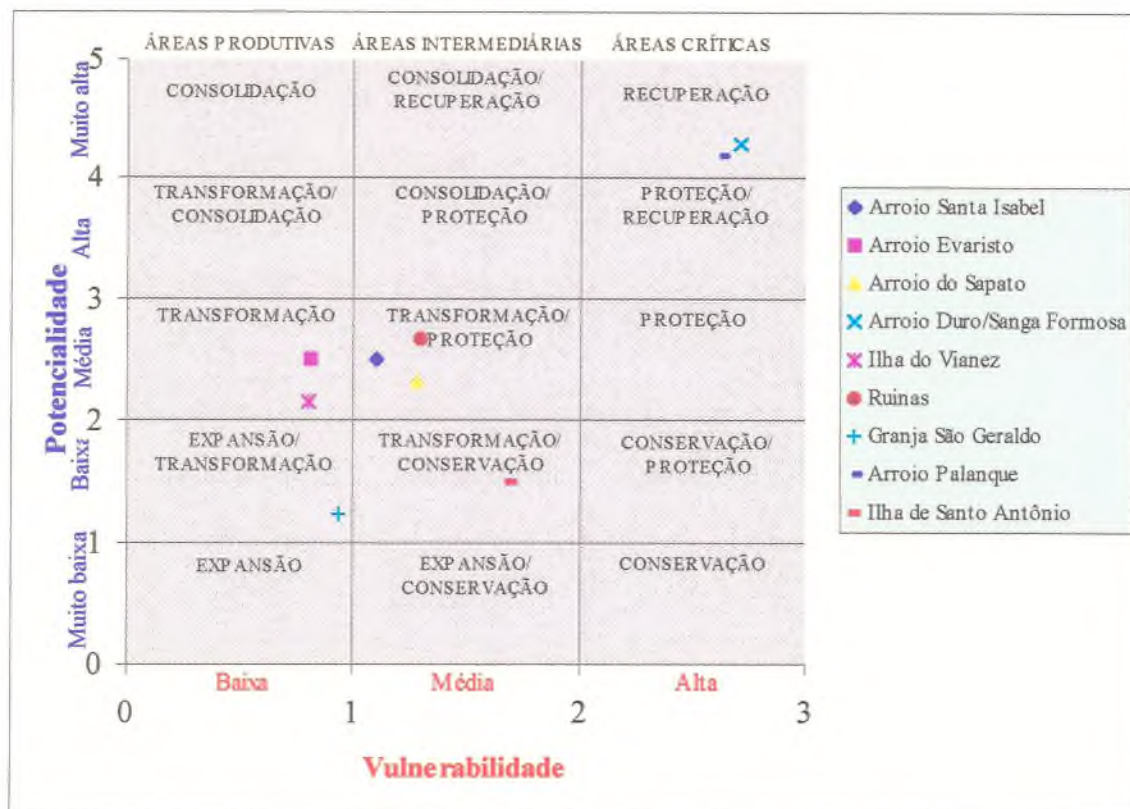 ÁREAS PRODUTIVAS
ÁREAS INTERMEDIÁRIAS
ÁREAS CRÍTICAS
5
4
3
2
1
0
Muito alta
Alta
Média
Baixa
Muito baixa
Potencialidade
CONSOLIDAÇÃO
CONSOLIDAÇÃO/
RECUPERAÇÃO
RECUPERAÇÃO
TRANSFORMAÇÃO/
CONSOLIDAÇÃO
CONSOLIDAÇÃO/
PROTEÇÃO
PROTEÇÃO/
RECUPERAÇÃO
TRANSFORMAÇÃO
TRANSFORMAÇÃO/
PROTEÇÃO
PROTEÇÃO
EXPANSÃO/
TRANSFORMAÇÃO
TRANSFORMAÇÃO/
CONSERVAÇÃO
CONSERVAÇÃO/
PROTEÇÃO
EXPANSÃO
EXPANSÃO/
CONSERVAÇÃO
CONSERVAÇÃO
Baixa
Média
Alta
0
1
2
3
Vulnerabilidade
Arroio Santa Isabel
Arroio Evaristo
Arroio do Sapato
Arroio Duro/Sanga Formosa
Ilha do Vianez
Ruinas
Granja São Geraldo
Arroio Palanque
Ilha de Santo Antônio